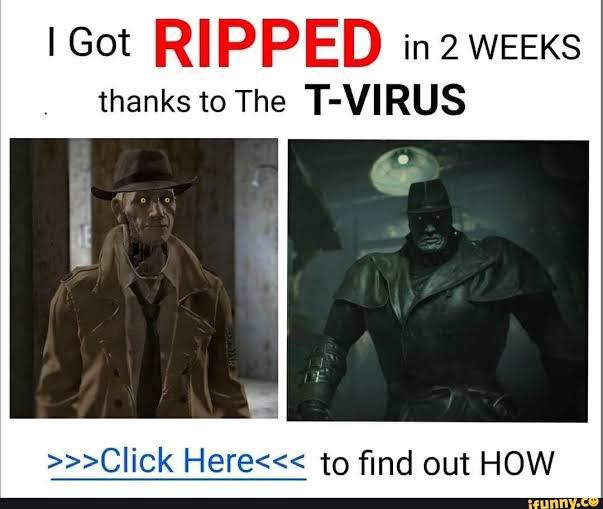 I Got RIPPED in 2 WEEKS
thanks to The T-VIRUS
>>>Click Here<<< to find out HOW
ifunny.co